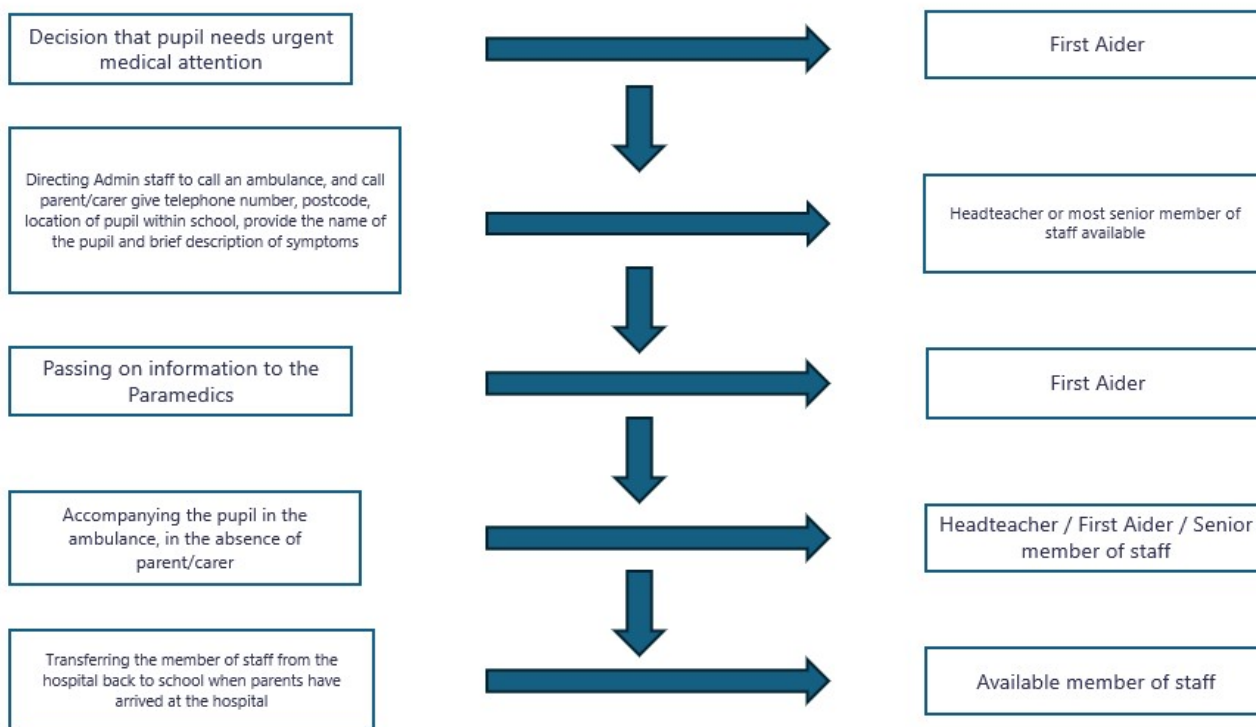 Decision that pupil needs urgent
medical attention
First Aider
Directing Admin staff to call an ambulance, and call
parent/carer give telephone number, postcode,
location of pupil within school, provide the name of
the pupil and brief description of symptoms
Headteacher or most senior member of
staff available
Passing on information to the
Paramedics
First Aider
Accompanying the pupil in the
ambulance, in the absence of
parent/carer
Headteacher / First Aider / Senior
member of staff
Transferring the member of staff from the
hospital back to school when parents have
arrived at the hospital
Available member of staff